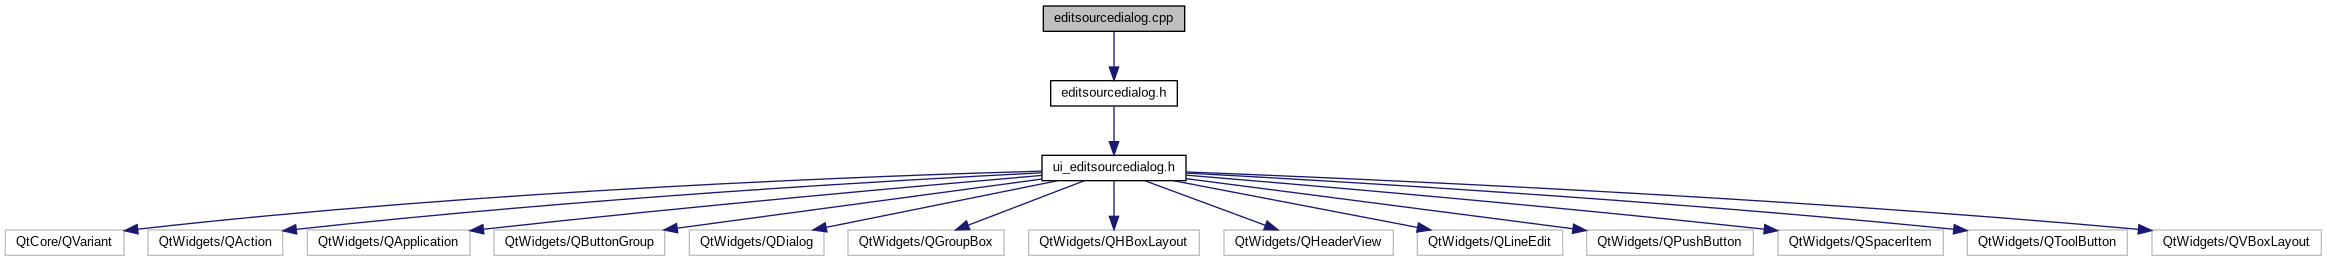 editsourcedialog.cpp
editsourcedialog.h
ui_editsourcedialog.h
QtCore/QVariant
QtWidgets/QAction
QtWidgets/QApplication
QtWidgets/QButtonGroup
QtWidgets/QDialog
QtWidgets/QGroupBox
QtWidgets/QHBoxLayout
QtWidgets/QHeaderView
QtWidgets/QLineEdit
QtWidgets/QPushButton
QtWidgets/QSpacerItem
QtWidgets/QToolButton
QtWidgets/QVBoxLayout